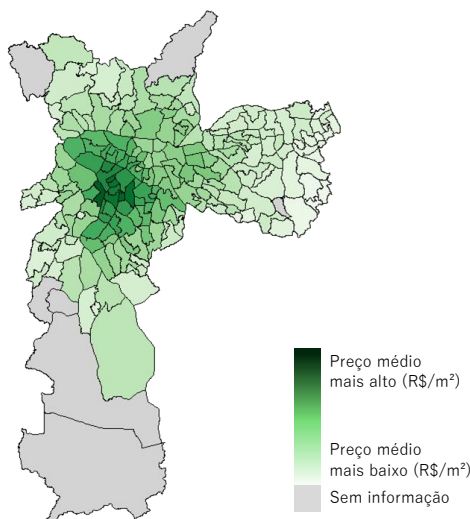 Preço médio
mais alto (R$/m²)
Preço médio
mais baixo (R$/m²)
Sem informação